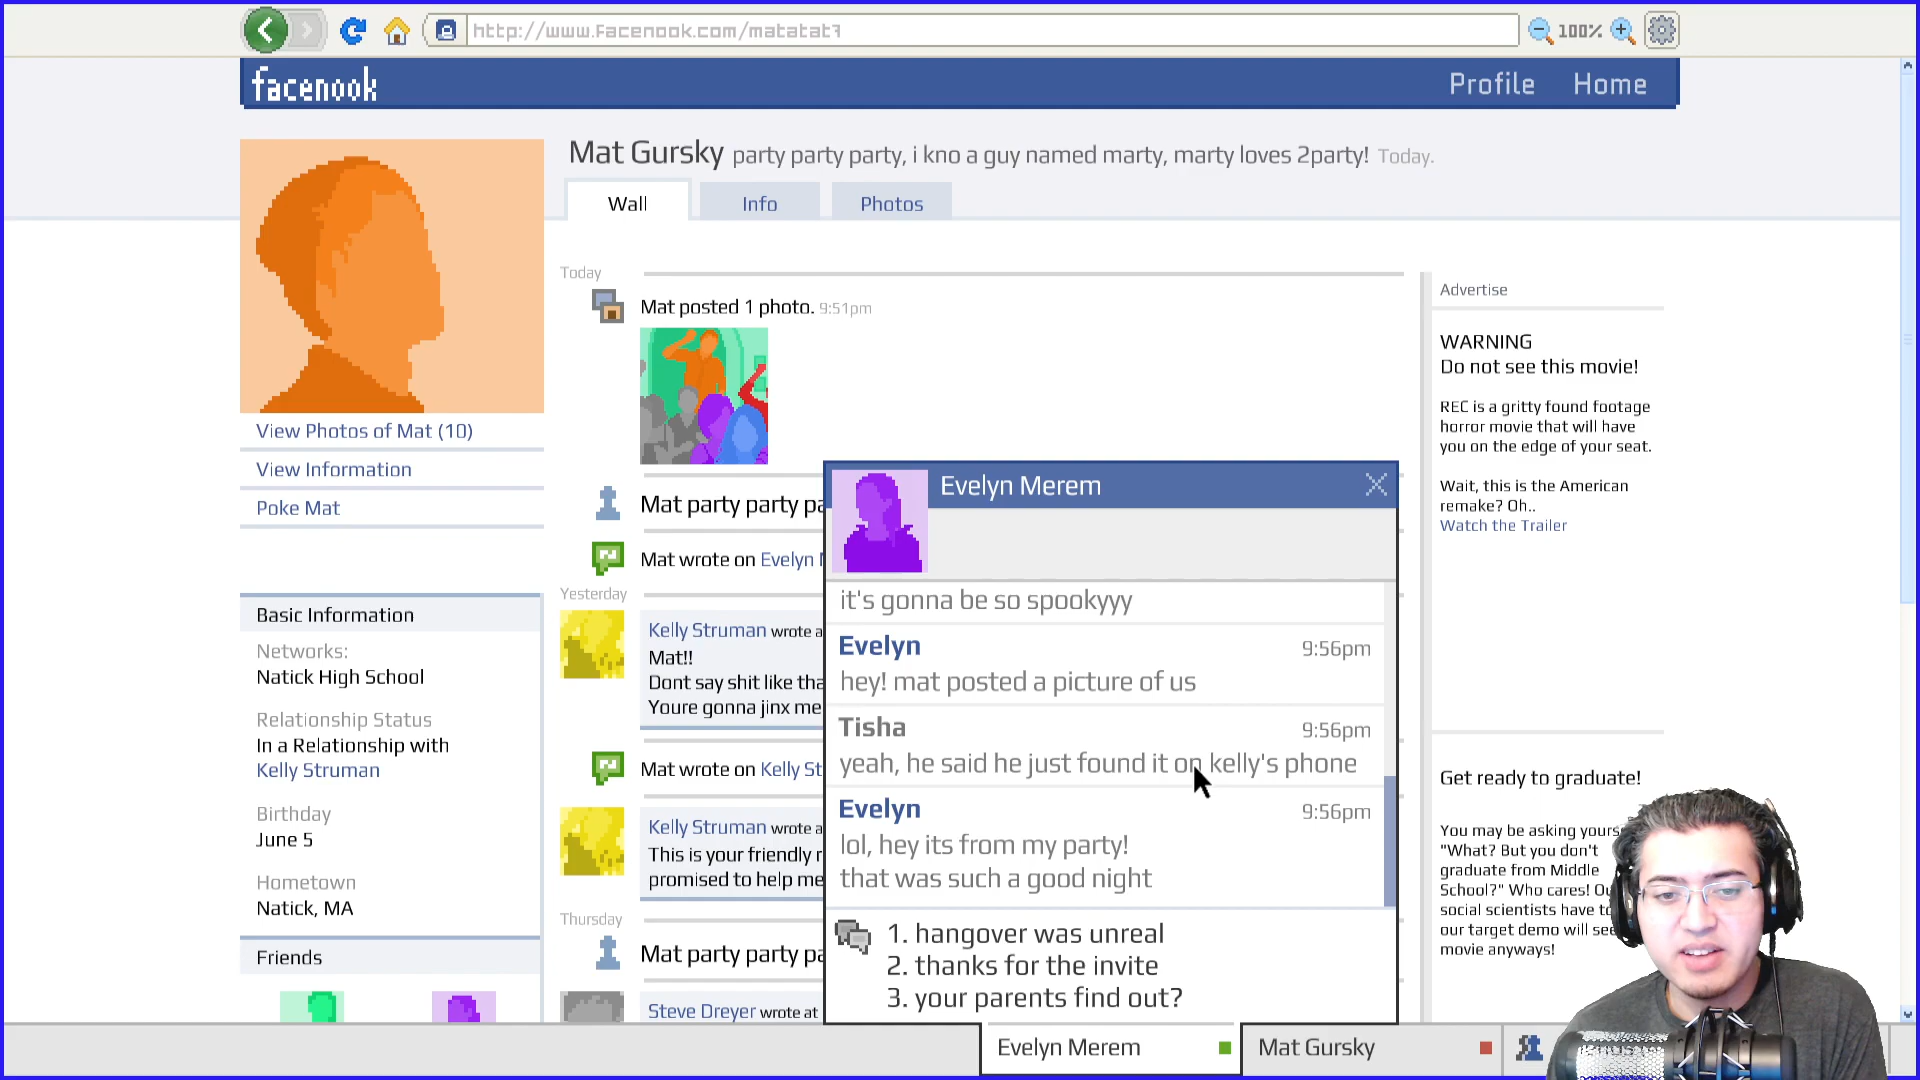 http://www.facenook.com/matatat7
100%
facenook
Profile
Home
Mat Gursky party party party, i kno a guy named marty, marty loves 2party! Today.
Wall
Info
Photos
View Photos of Mat (10)
View Information
Poke Mat
Basic Information
Networks:
Natick High School
Relationship Status
In a Relationship with
Kelly Struman
Birthday
June 5
Hometown
Natick, MA
Friends
Today
Mat posted 1 photo. 9:51pm
Mat party party pa
Mat wrote on Evelyn
Yesterday
Kelly Struman wrote a
Mat!!
Dont say shit like tha
Youre gonna jinx me
Mat wrote on Kelly St
Kelly Struman wrote a
This is your friendly r
promised to help me
Thursday
Mat party party pa
Steve Dreyer wrote at
Evelyn Merem
it's gonna be so spookyyy
Evelyn 9:56pm
hey! mat posted a picture of us
Tisha 9:56pm
yeah, he said he just found it on kelly's phone
Evelyn 9:56pm
lol, hey its from my party!
that was such a good night
1. hangover was unreal
2. thanks for the invite
3. your parents find out?
Evelyn Merem
Mat Gursky
Advertise
WARNING
Do not see this movie!
REC is a gritty found footage
horror movie that will have
you on the edge of your seat.
Wait, this is the American
remake? Oh..
Watch the Trailer
Get ready to graduate!
You may be asking yours
"What? But you don't
graduate from Middle
School?" Who cares! Ou
social scientists have
our target demo will see
movie anyways!